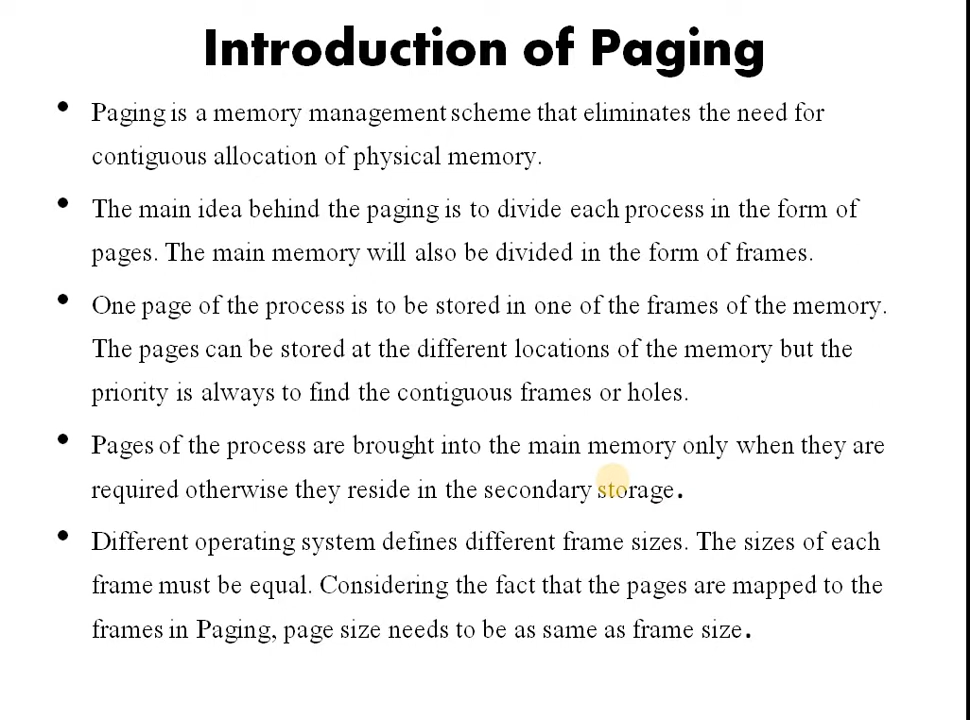 Introduction of Paging
• Paging is a memory management scheme that eliminates the need for
contiguous allocation of physical memory.
• The main idea behind the paging is to divide each process in the form of
pages. The main memory will also be divided in the form of frames.
• One page of the process is to be stored in one of the frames of the memory.
The pages can be stored at the different locations of the memory but the
priority is always to find the contiguous frames or holes.
• Pages of the process are brought into the main memory only when they are
required otherwise they reside in the secondary storage.
• Different operating system defines different frame sizes. The sizes of each
frame must be equal. Considering the fact that the pages are mapped to the
frames in Paging, page size needs to be as same as frame size.